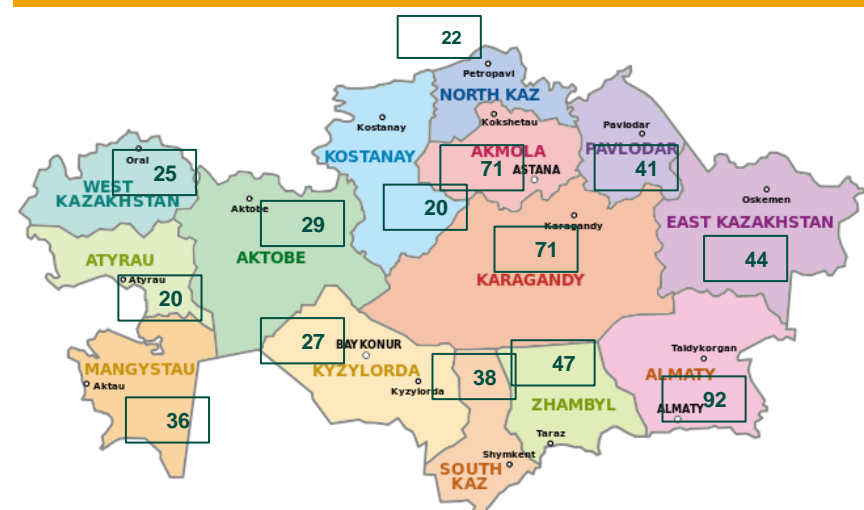 22
Petropavl
NORTH KAZ
Kostanay
Kokshetau
Pavlodar
KOSTANAY
AKMOLA
PAVLODAR
Oral
25
71
ASTANA
41
WEST
KAZAKHSTAN
Aktobe
29
20
Karagandy
Oskemen
EAST KAZAKHSTAN
ATYRAU
AKTOBE
71
44
Atyrau
20
KARAGANDY
27
BAYKONUR
47
Taldykorgan
MANGYSTAU
Aktau
KYZYLORDA
Kyzylorda
38
ALMATY
36
ZHAMBYL
ALMATY
92
Taraz
Shymkent
SOUTH
KAZ